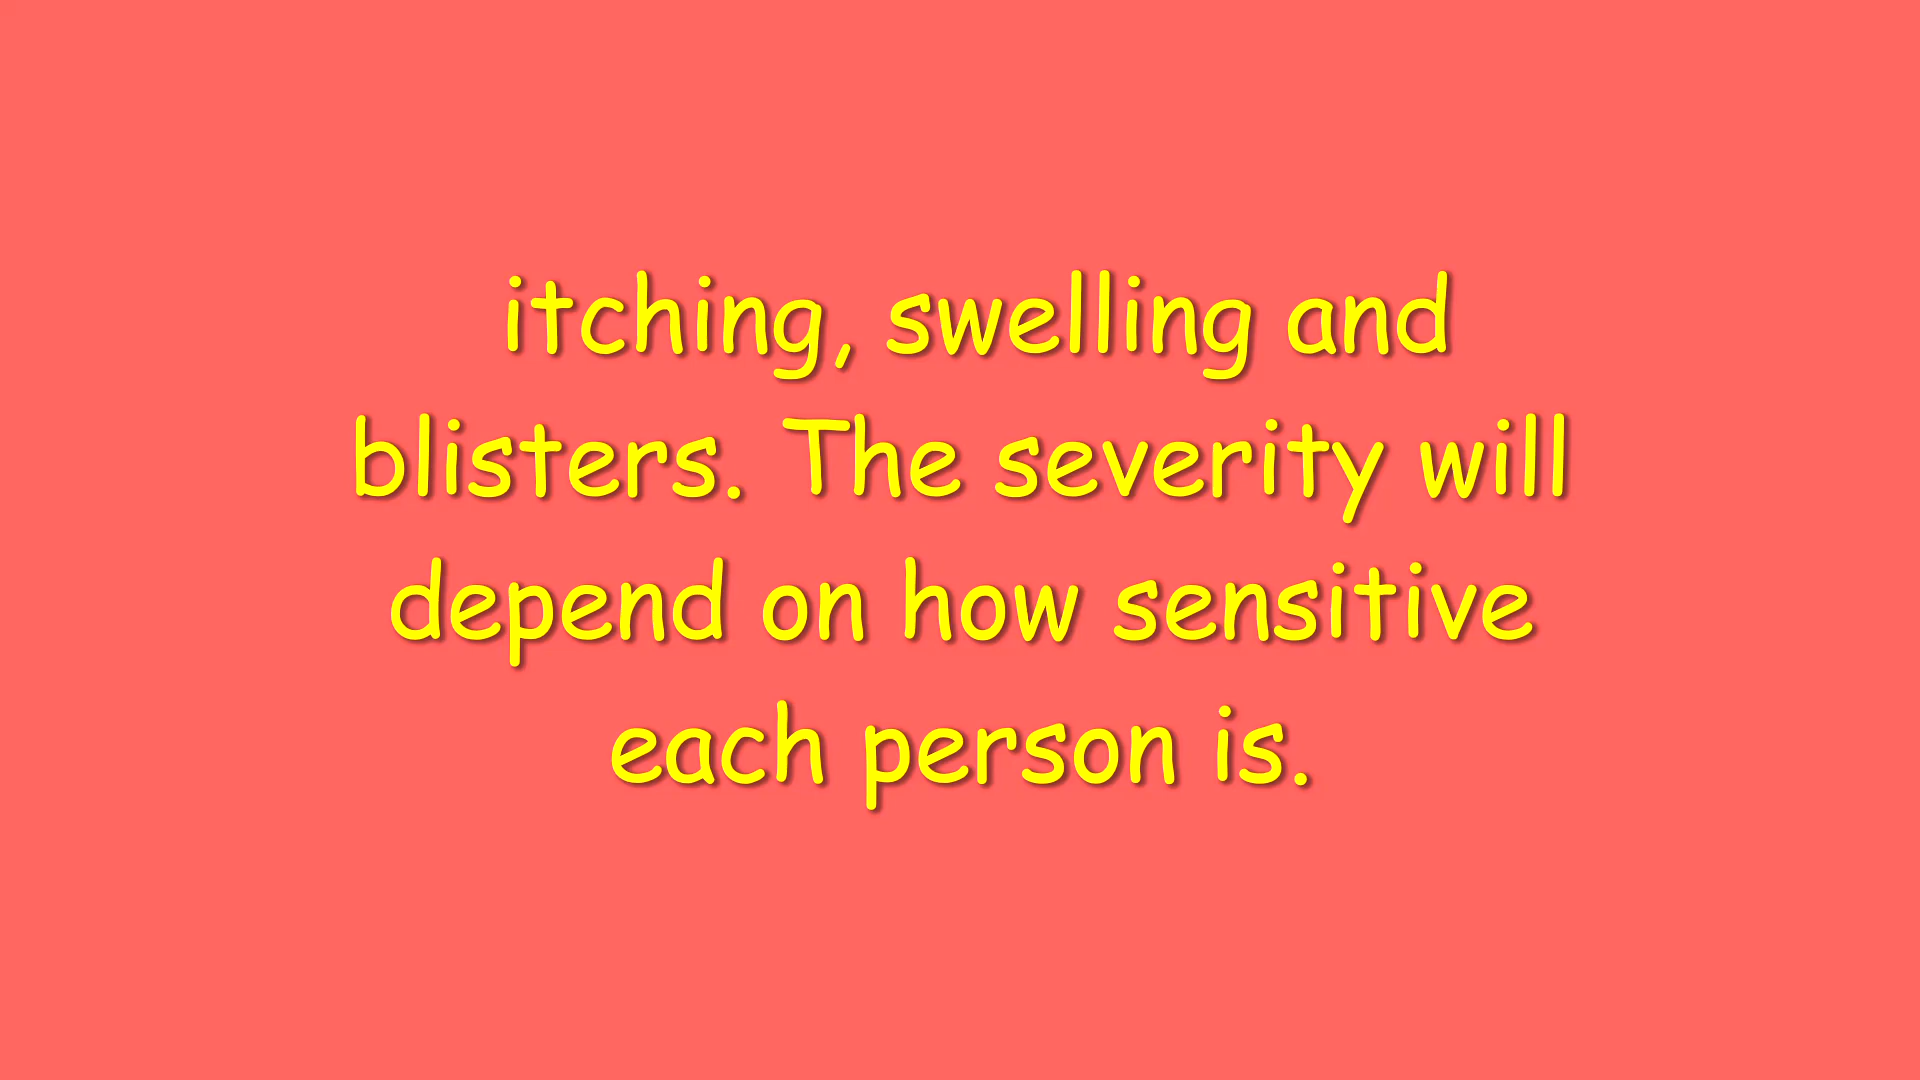 itching, swelling and
blisters. The severity will
depend on how sensitive
each person is.